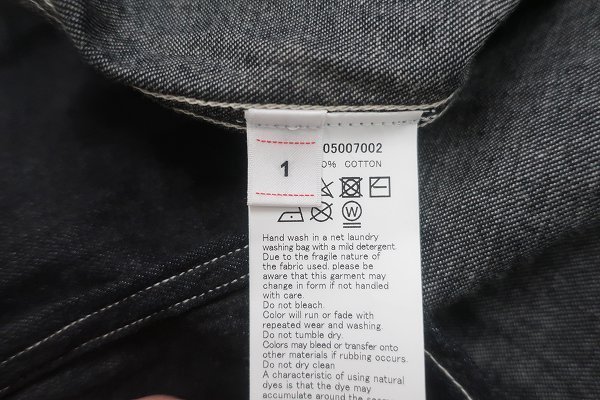 05007002
1
0% COTTON
W
Hand wash in a net laundry
washing bag with a mild detergent.
Due to the fragile nature of
the fabric used, please be
aware that this garment may
change in form if not handled
with care.
Do not bleach.
Color will run or fade with
repeated wear and washing.
Do not tumble dry.
Colors may bleed or transfer onto
other materials if rubbing occurs.
Do not dry clean
A characteristic of using natural
dyes is that the dye may
accumulate around the